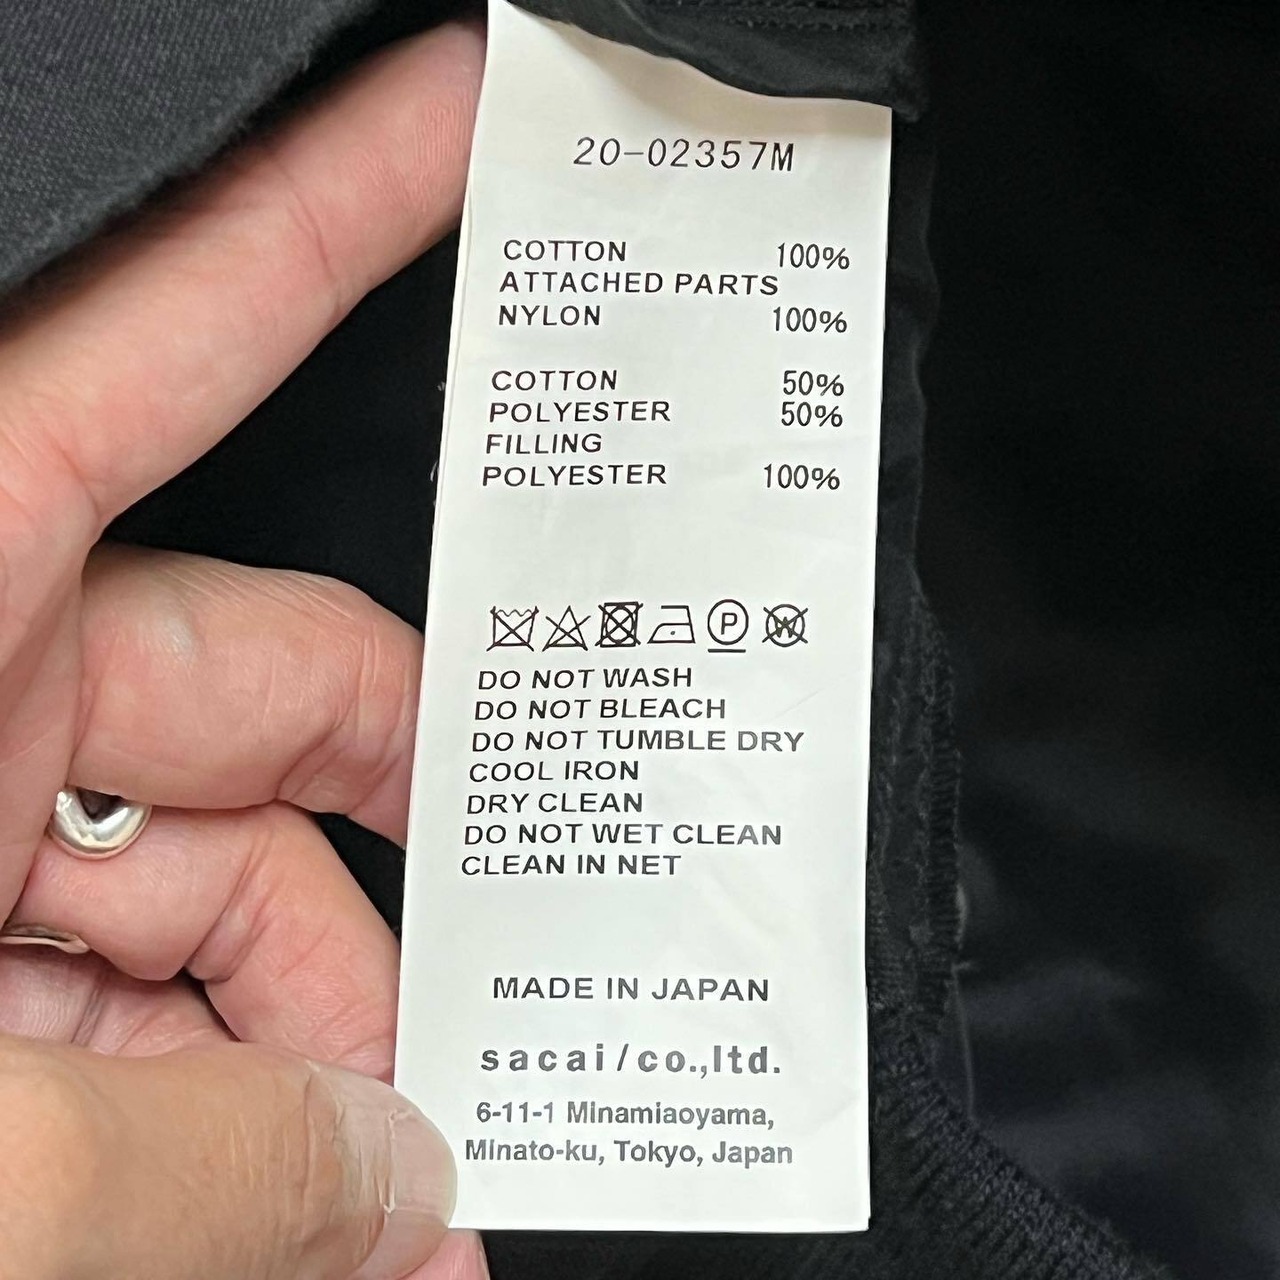 20-02357M
COTTON 100%
ATTACHED PARTS
NYLON 100%
COTTON 50%
POLYESTER 50%
FILLING
POLYESTER 100%
P W
DO NOT WASH
DO NOT BLEACH
DO NOT TUMBLE DRY
COOL IRON
DRY CLEAN
DO NOT WET CLEAN
CLEAN IN NET
MADE IN JAPAN
sacai/co.,ltd.
6-11-1 Minamiaoyama,
Minato-ku, Tokyo, Japan